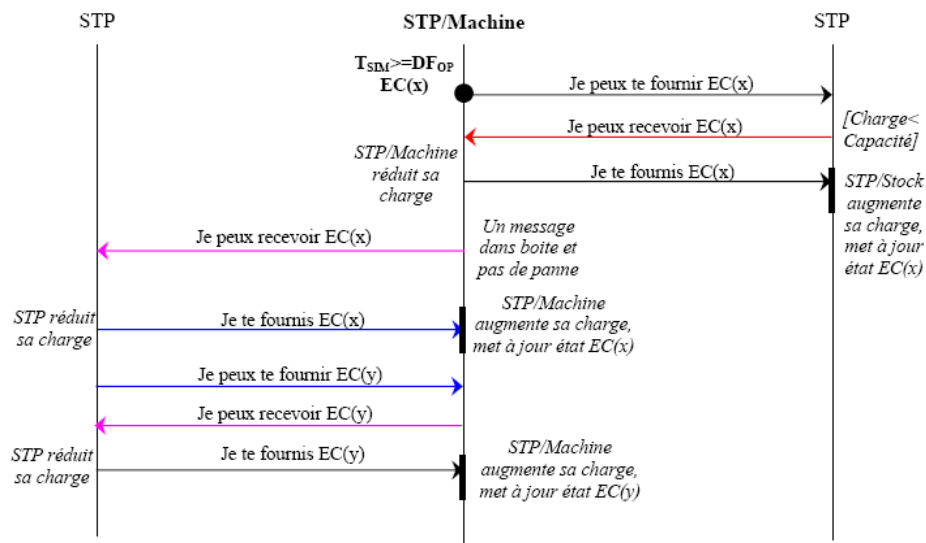 STP
STP/Machine
STP
T_SIM>=DF_OP
EC(x)
Je peux te fournir EC(x)
Je peux recevoir EC(x)
[Charge<
Capacité]
STP/Machine
réduit sa
charge
Je te fournis EC(x)
STP/Stock
augmente
sa charge,
met à jour
état EC(x)
Je peux recevoir EC(x)
Un message
dans boite et
pas de panne
STP réduit
sa charge
Je te fournis EC(x)
STP/Machine
augmente sa charge,
met à jour état EC(x)
Je peux te fournir EC(y)
Je peux recevoir EC(y)
STP réduit
sa charge
Je te fournis EC(y)
STP/Machine
augmente sa charge,
met à jour état EC(y)